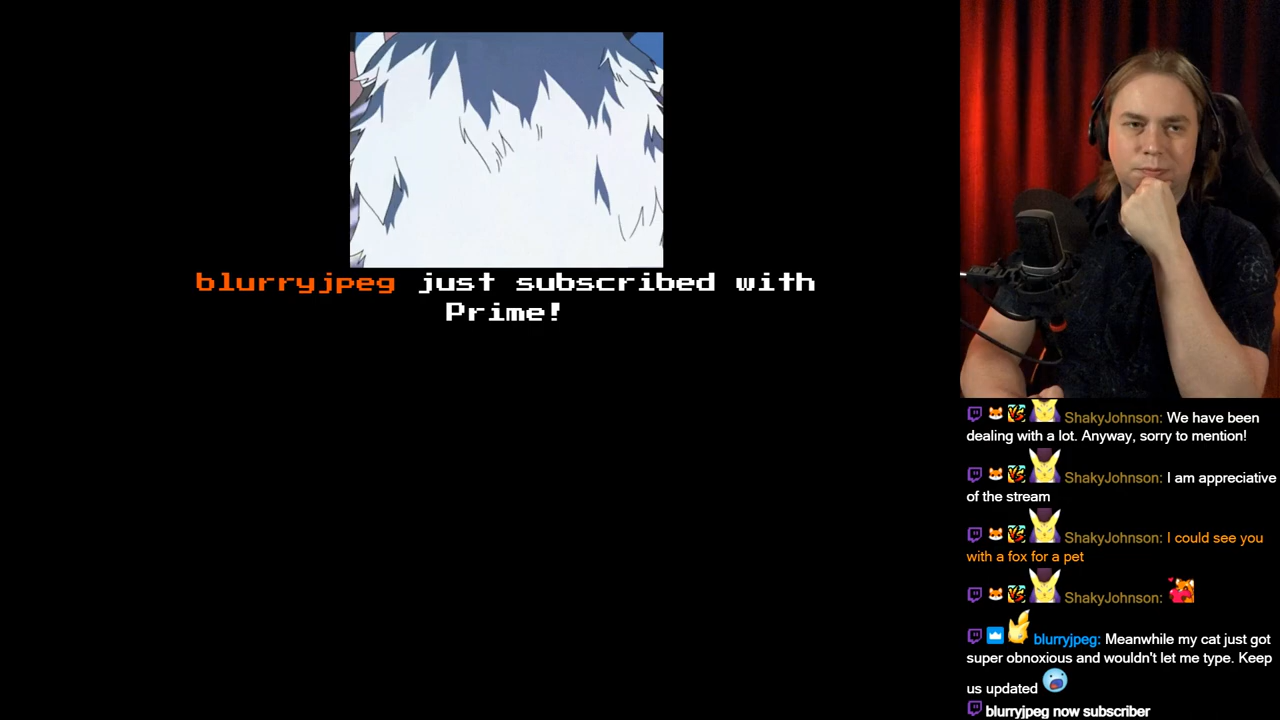 blurryjpeg just subscribed with
Prime!
ShakyJohnson: We have been
dealing with a lot. Anyway, sorry to mention!
ShakyJohnson: I am appreciative
of the stream
ShakyJohnson: I could see you
with a fox for a pet
ShakyJohnson:
blurryjpeg: Meanwhile my cat just got
super obnoxious and wouldn't let me type. Keep
us updated
blurryjpeg now subscriber